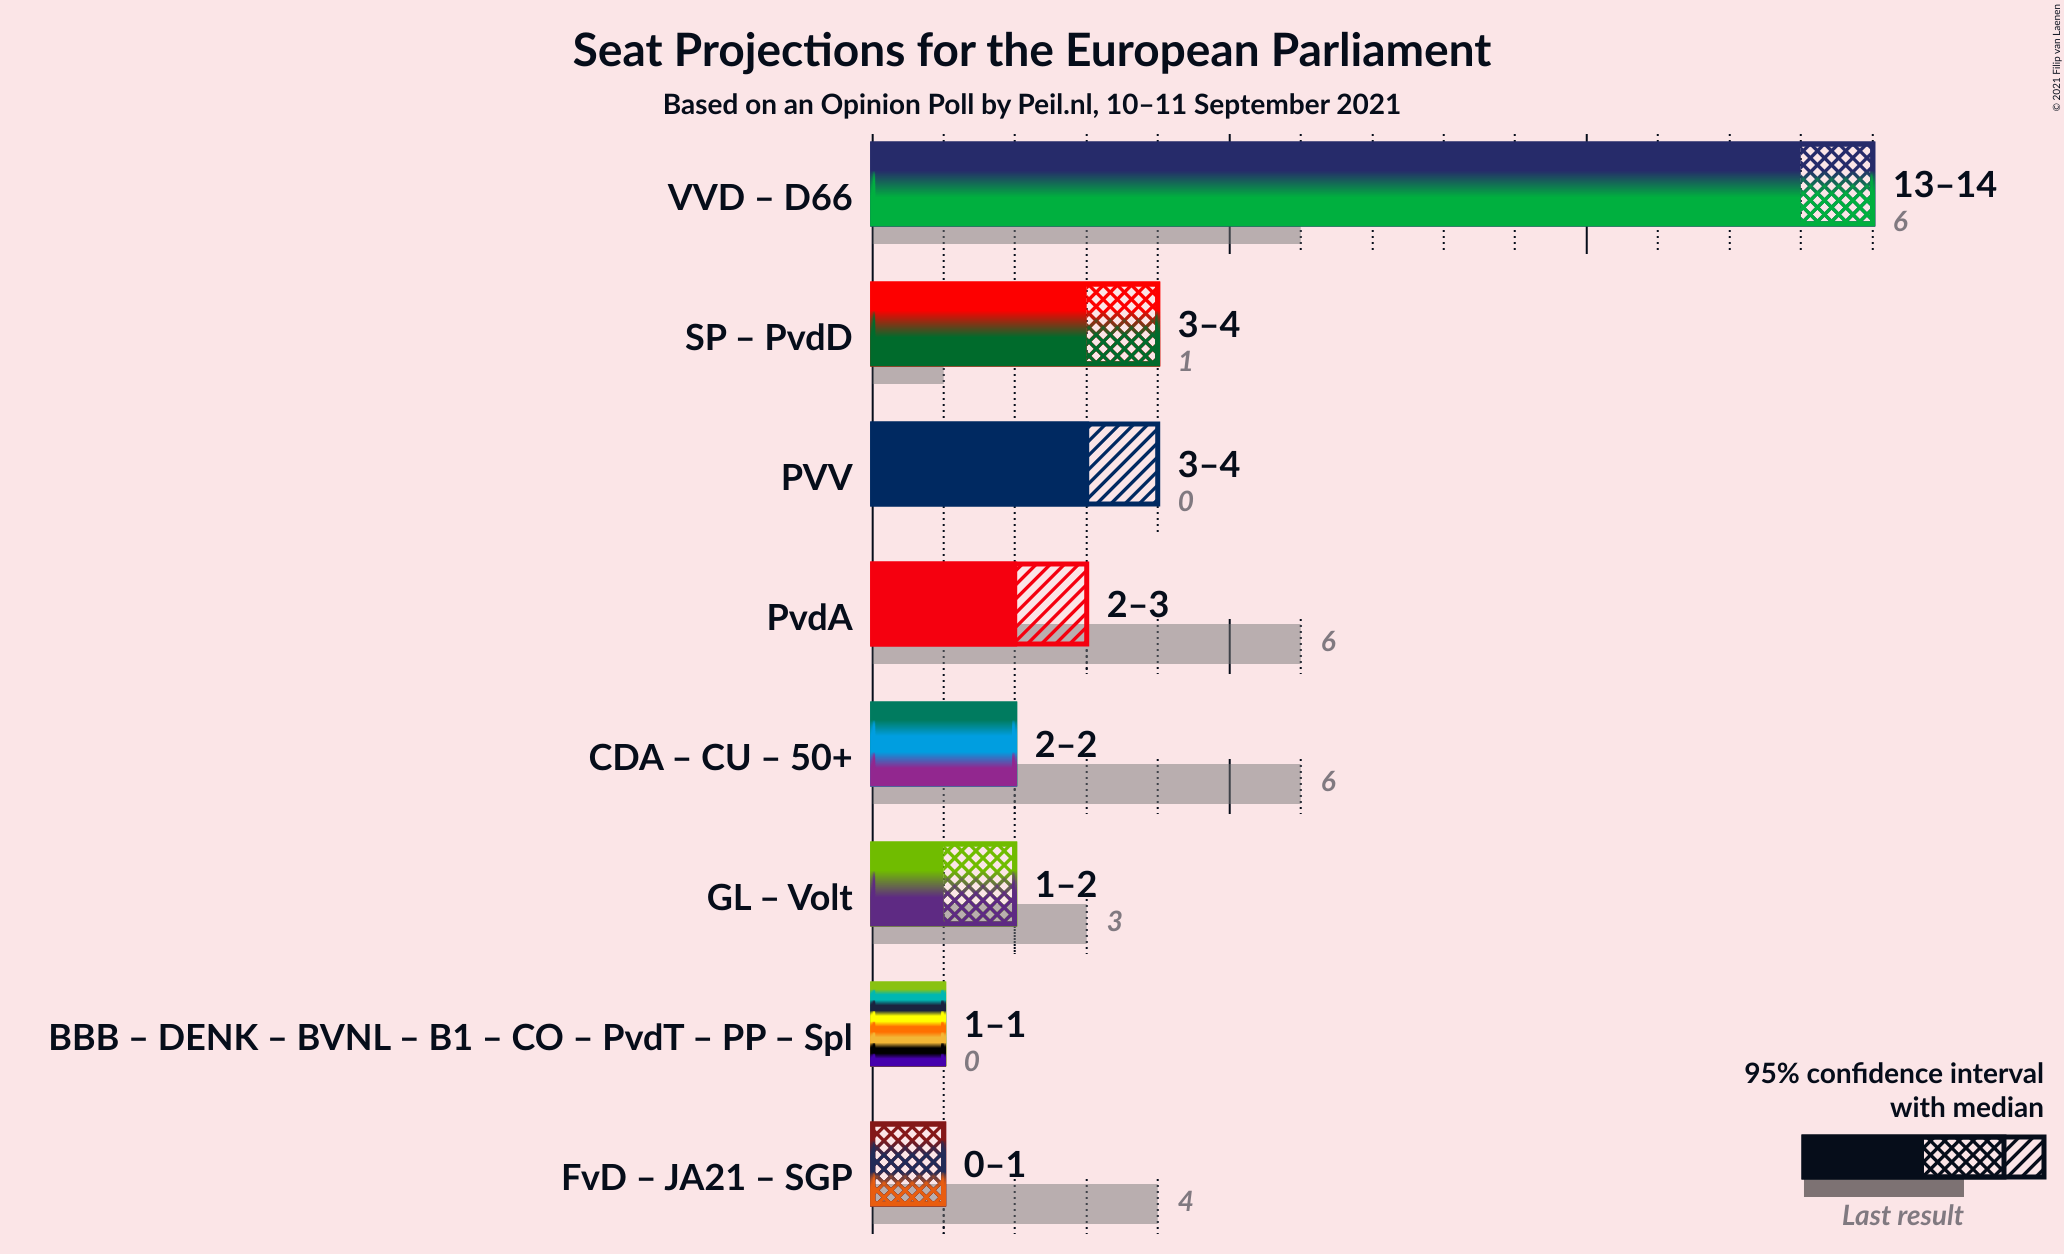 Seat Projections for the European Parliament
Based on an Opinion Poll by Peil.nl, 10–11 September 2021
© 2021 Filip van Laenen
VVD – D66
13–14
6
SP – PvdD
3–4
1
PVV
3–4
0
PvdA
2–3
6
CDA – CU – 50+
2–2
6
GL – Volt
1–2
3
BBB – DENK – BVNL – B1 – CO – PvdT – PP – Spl
1–1
0
FvD – JA21 – SGP
0–1
4
95% confidence interval
with median
Last result